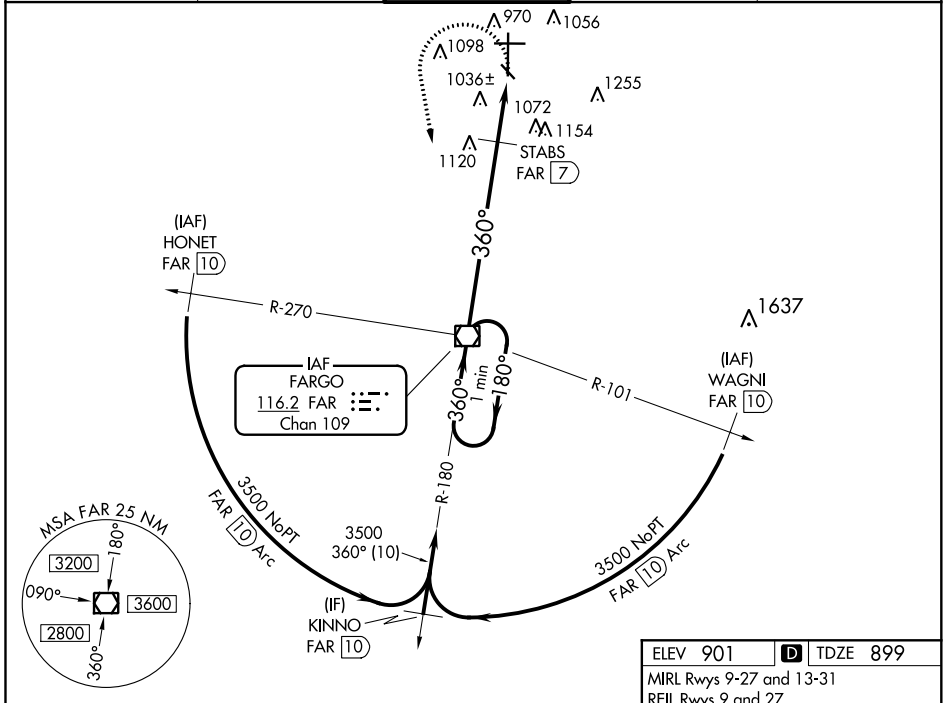 970
1056
1098
1036±
1255
1072
1154
1120
STABS
FAR 7
(IAF)
HONET
FAR 10
360°
R-270
1637
IAF
FARGO
116.2 FAR
Chan 109
360°
1 min
180°
R-101
(IAF)
WAGNI
FAR 10
R-180
3500 NoPT
FAR 10 Arc
3500
360° (10)
3500 NoPT
FAR 10 Arc
MSA FAR 25 NM
180°
3200
090°
3600
2800
360°
(IF)
KINNO
FAR 10
ELEV 901 D TDZE 899
MIRL Rwys 9-27 and 13-31
REIL Rwys 9 and 27